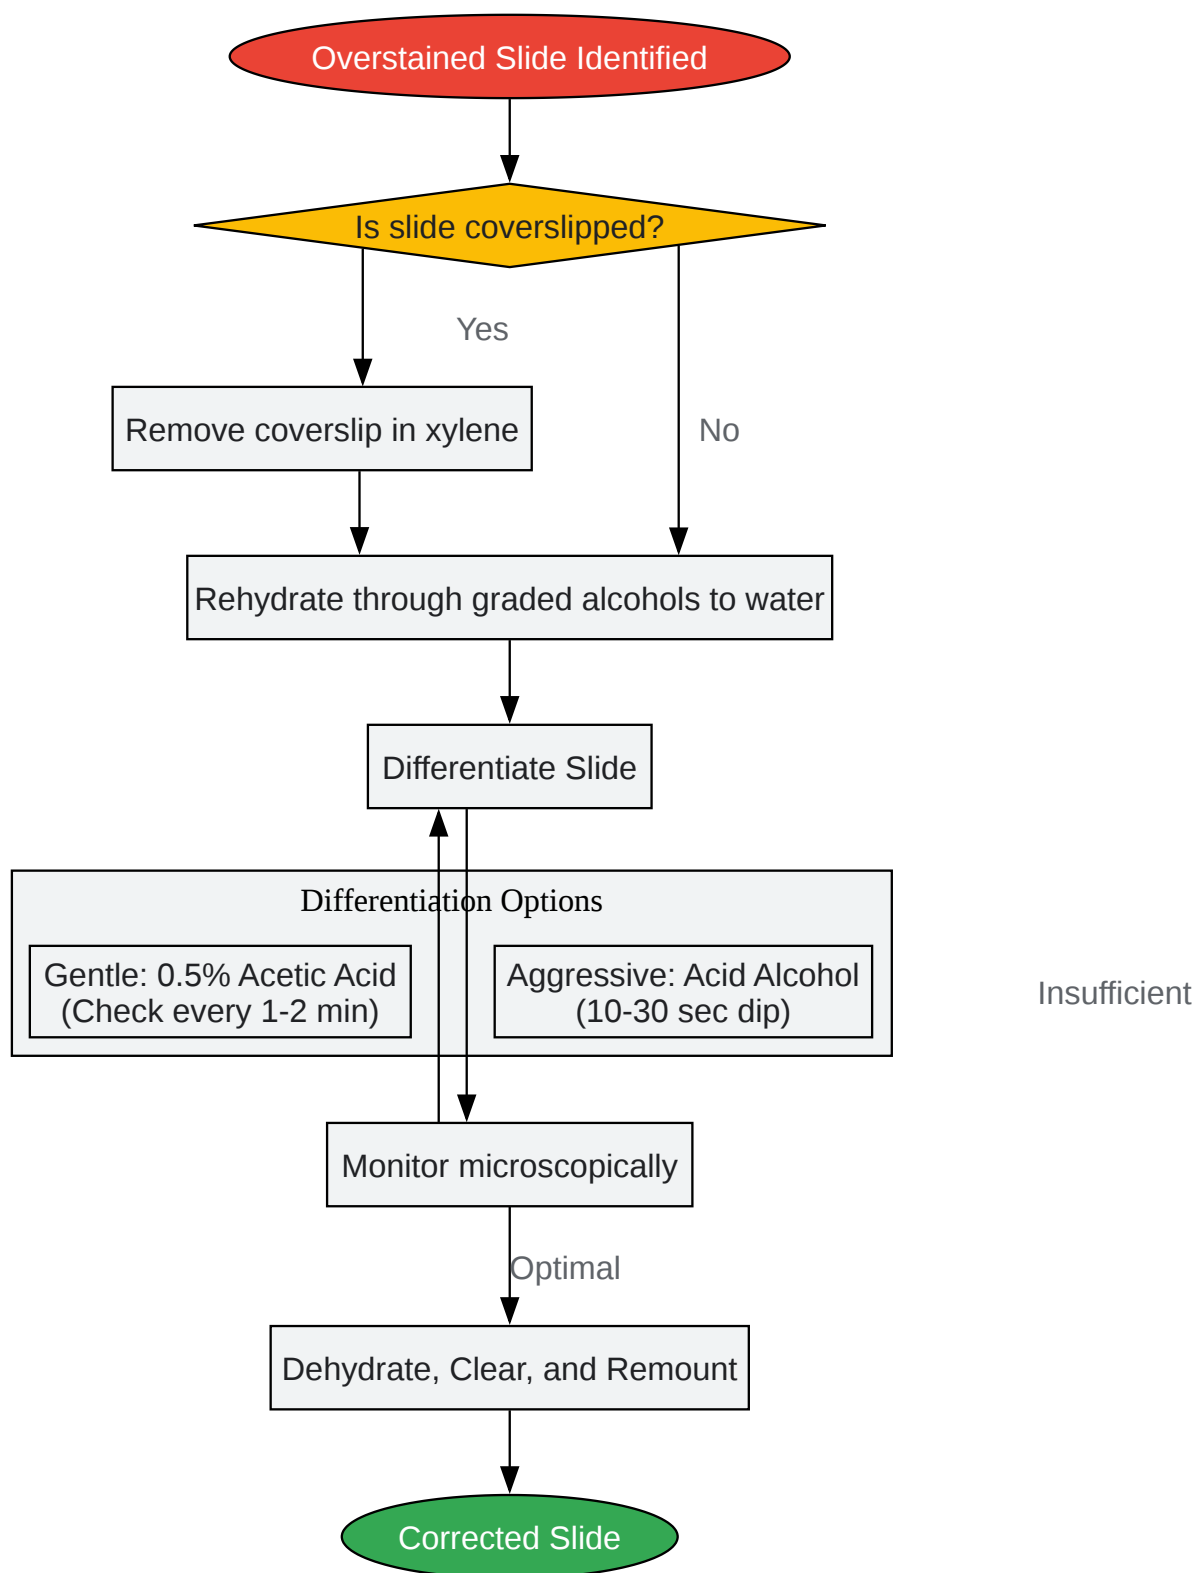 Overstained Slide Identified
Is slide coverslipped?
Yes
Remove coverslip in xylene
No
Rehydrate through graded alcohols to water
Differentiate Slide
Differentiation Options
Gentle: 0.5% Acetic Acid
(Check every 1-2 min)
Aggressive: Acid Alcohol
(10-30 sec dip)
Insufficient
Monitor microscopically
Optimal
Dehydrate, Clear, and Remount
Corrected Slide